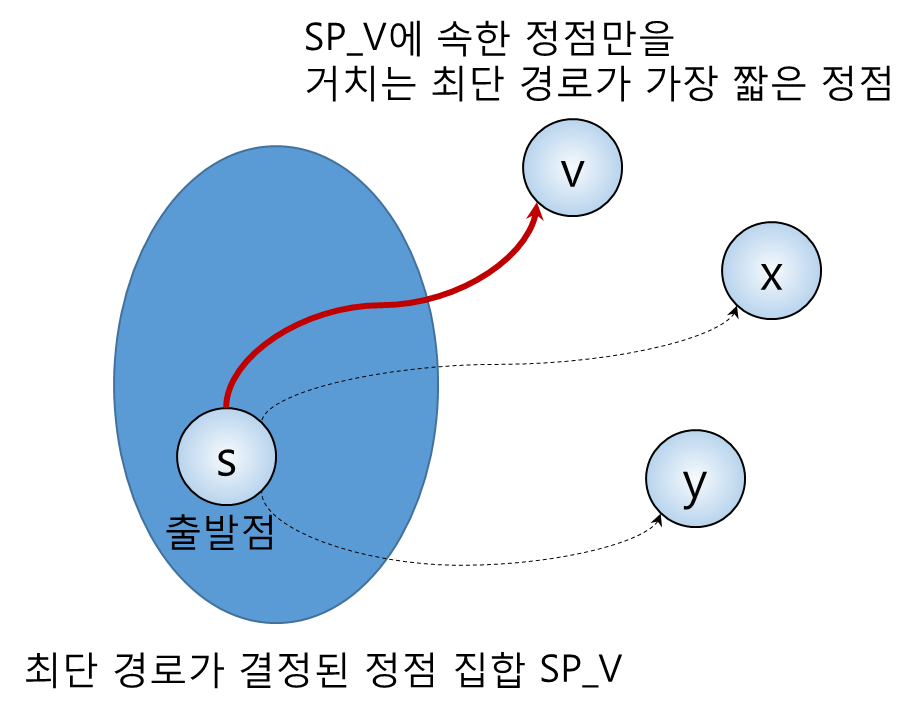 SP_V에 속한 정점만을
거치는 최단 경로가 가장 짧은 정점
v
x
s
y
출발점
최단 경로가 결정된 정점 집합 SP_V